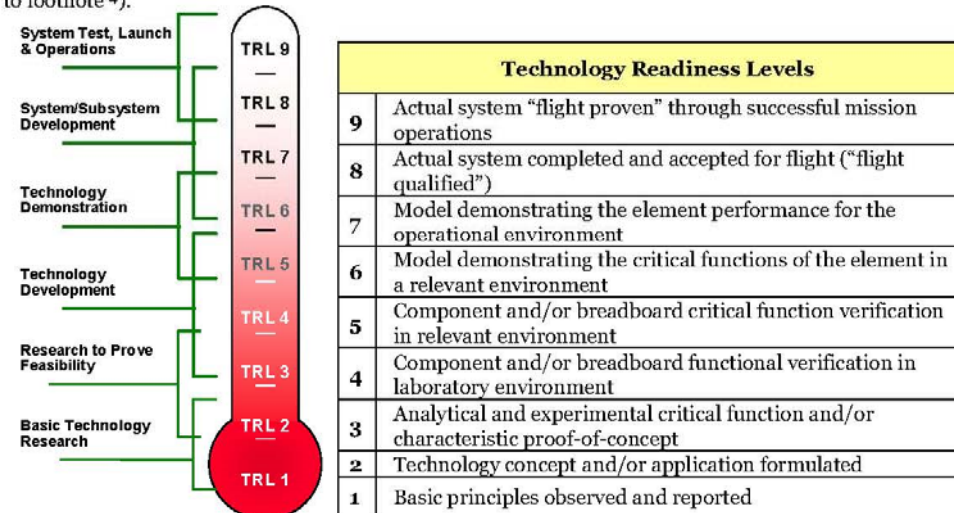 to footnote 4).
System Test, Launch
& Operations
System/Subsystem
Development
Technology
Demonstration
Technology
Development
Research to Prove
Feasibility
Basic Technology
Research
TRL 9
TRL 8
TRL 7
TRL 6
TRL 5
TRL 4
TRL 3
TRL 2
TRL 1
Technology Readiness Levels
9 Actual system “flight proven” through successful mission
operations
8 Actual system completed and accepted for flight (“flight
qualified”)
7 Model demonstrating the element performance for the
operational environment
6 Model demonstrating the critical functions of the element in
a relevant environment
5 Component and/or breadboard critical function verification
in relevant environment
4 Component and/or breadboard functional verification in
laboratory environment
3 Analytical and experimental critical function and/or
characteristic proof-of-concept
2 Technology concept and/or application formulated
1 Basic principles observed and reported